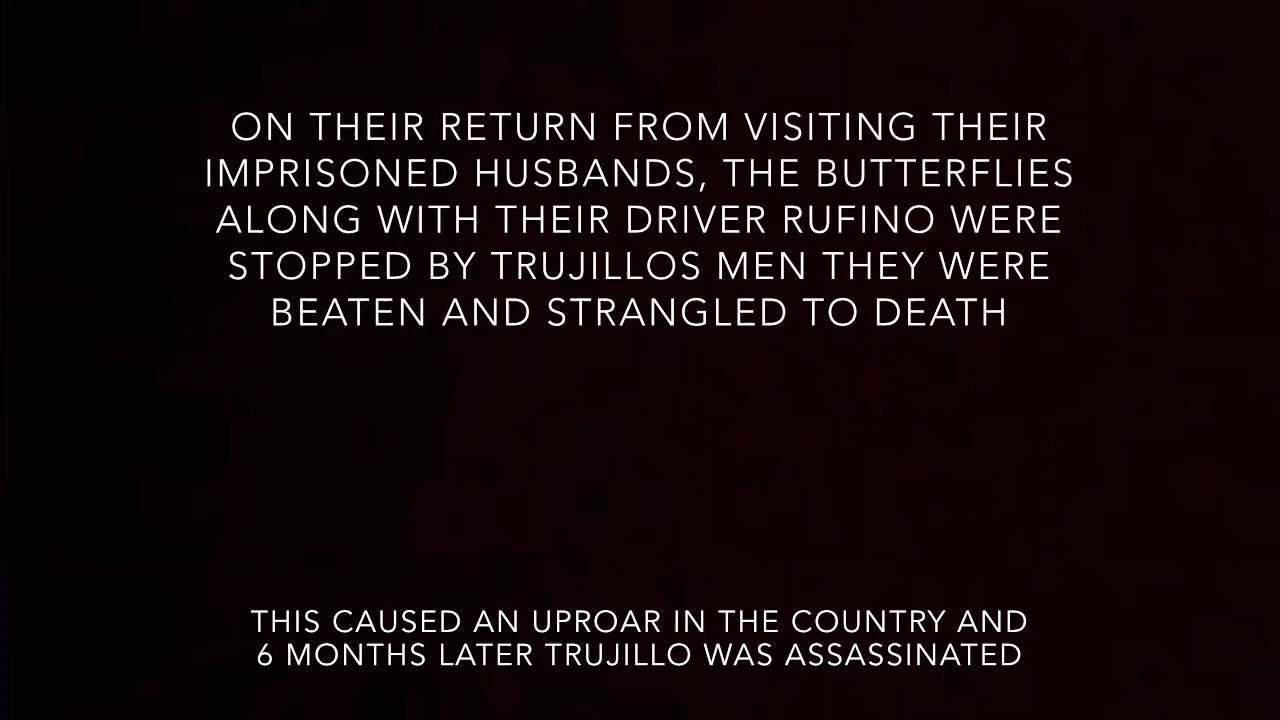 ON THEIR RETURN FROM VISITING THEIR
IMPRISONED HUSBANDS, THE BUTTERFLIES
ALONG WITH THEIR DRIVER RUFINO WERE
STOPPED BY TRUJILLOS MEN THEY WERE
BEATEN AND STRANGLED TO DEATH
THIS CAUSED AN UPROAR IN THE COUNTRY AND
6 MONTHS LATER TRUJILLO WAS ASSASSINATED